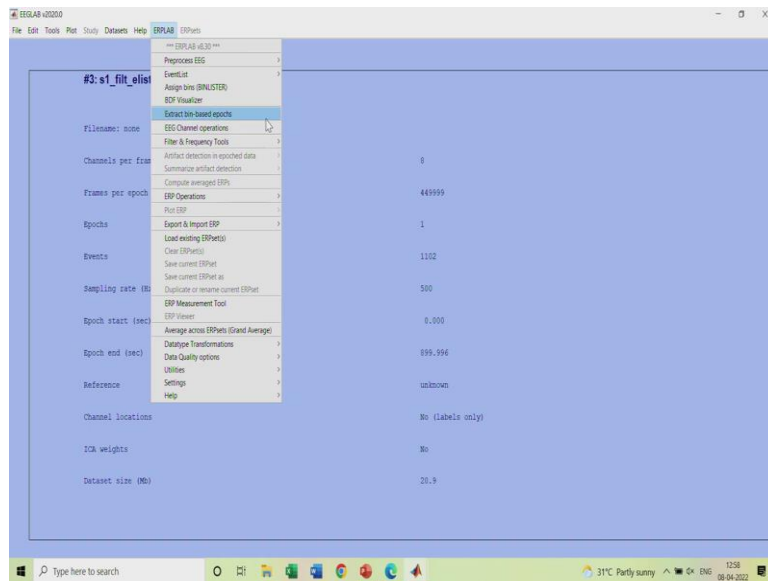 EEGLAB v2020.0
File Edit Tools Plot Study Datasets Help ERPLAB ERPsets
*** ERPLAB v8.30 ***
Preprocess EEG
EventList
Assign bins (BINLISTER)
BDF Visualizer
Extract bin-based epochs
EEG Channel operations
Filter & Frequency Tools
Artifact detection in epoched data
Summarize artifact detection
Compute averaged ERPs
ERP Operations
Plot ERP
Export & Import ERP
Load existing ERPset(s)
Clear ERPset(s)
Save current ERPset
Save current ERPset as
Duplicate or rename current ERPset
ERP Measurement Tool
ERP Viewer
Average across ERPsets (Grand Average)
Datatype Transformations
Data Quality options
Utilities
Settings
Help
#3: s1_filt_elist
Filename: none
Channels per fram 8
Frames per epoch 449999
Epochs 1
Events 1102
Sampling rate (Hz 500
Epoch start (sec) 0.000
Epoch end (sec) 899.996
Reference unknown
Channel locations No (labels only)
ICA weights No
Dataset size (Mb) 20.9
Type here to search
31°C Partly sunny ENG 12:58
08-04-2022